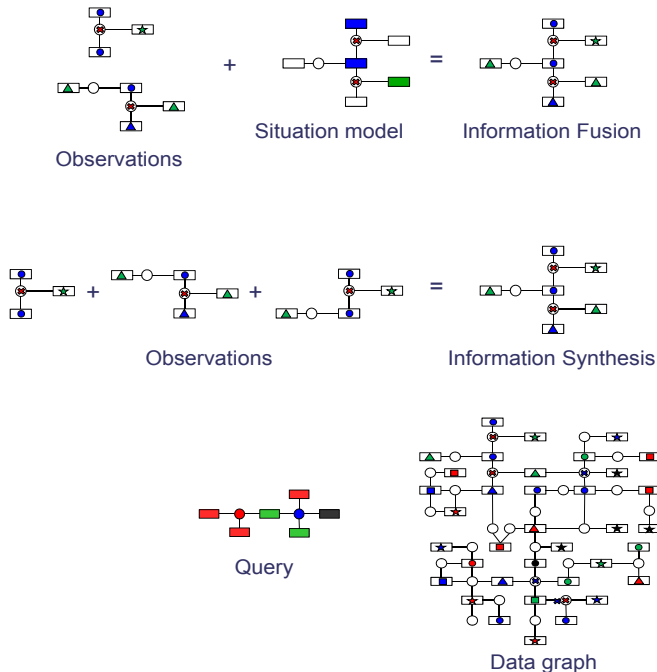 +
=
Situation model
Information Fusion
Observations
+
+
=
Observations
Information Synthesis
Query
Data graph